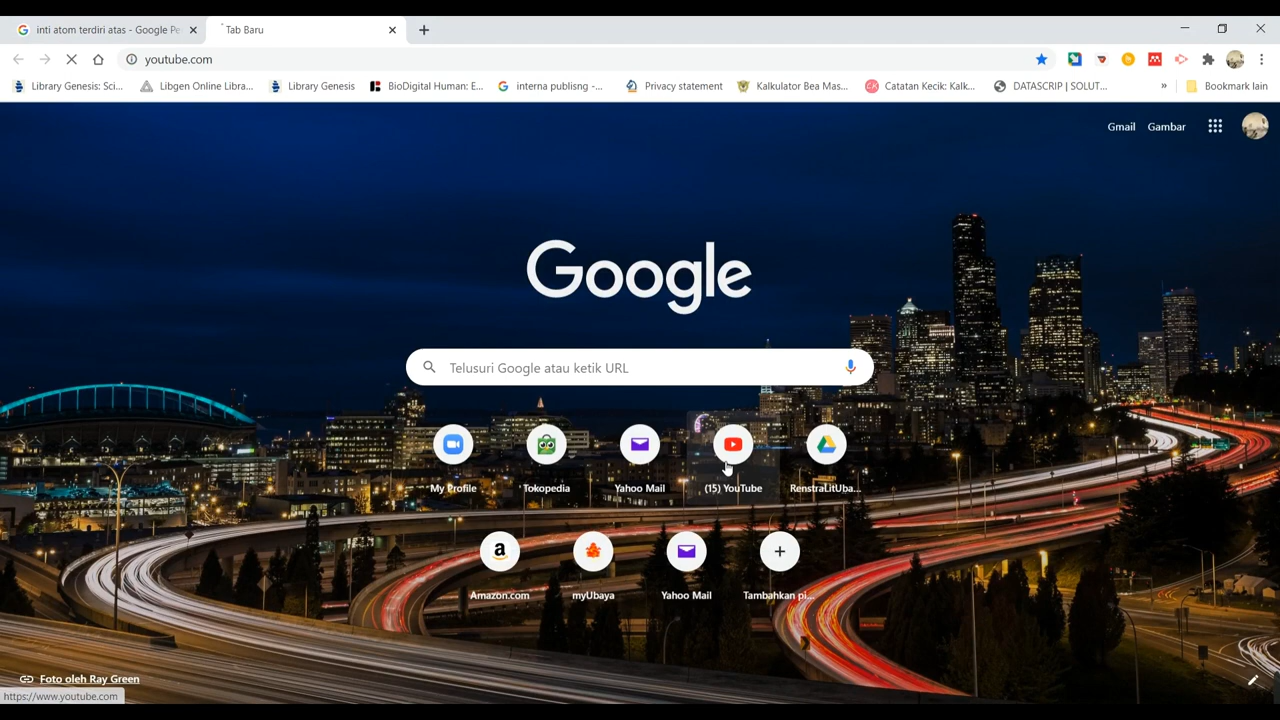 inti atom terdiri atas - Google Pe
Tab Baru
youtube.com
Library Genesis: Sci...
Libgen Online Libra...
Library Genesis
BioDigital Human: E...
interna publisng -...
Privacy statement
Kalkulator Bea Mas...
Catatan Kecik: Kalk...
DATASCRIP | SOLUT...
»
Bookmark lain
Gmail
Gambar
Google
Telusuri Google atau ketik URL
My Profile
Tokopedia
Yahoo Mail
(15) YouTube
RenstraLitUba...
Amazon.com
myUbaya
Yahoo Mail
Tambahkan pi...
Foto oleh Ray Green
https://www.youtube.com